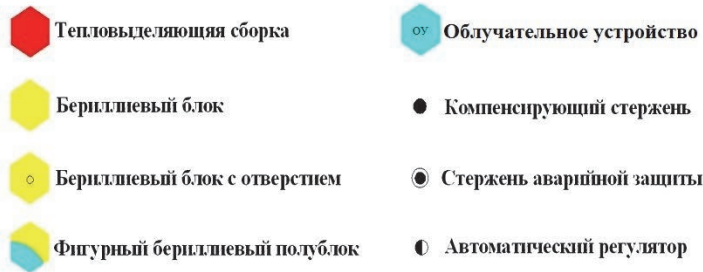 Тепловыделяющая сборка
ОУ Облучательное устройство
Бериллиевый блок
Компенсирующий стержень
Бериллиевый блок с отверстием
Стержень аварийной защиты
Фигурный бериллиевый полублок
Автоматический регулятор